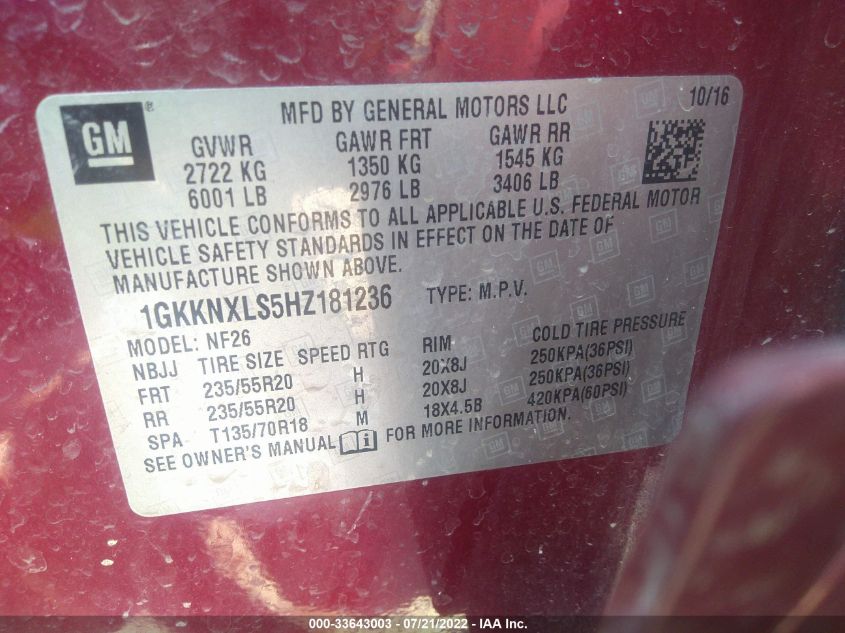 GM
®
MFD BY GENERAL MOTORS LLC
10/16
GVWR GAWR FRT GAWR RR
2722 KG 1350 KG 1545 KG
6001 LB 2976 LB 3406 LB
THIS VEHICLE CONFORMS TO ALL APPLICABLE U.S. FEDERAL MOTOR
VEHICLE SAFETY STANDARDS IN EFFECT ON THE DATE OF
MANUFACTURE SHOWN ABOVE.
1GKKNXLS5HZ181236 TYPE: M.P.V.
MODEL: NF26
NBJJ TIRE SIZE SPEED RTG RIM COLD TIRE PRESSURE
FRT 235/55R20 H 20X8J 250KPA(36PSI)
RR 235/55R20 H 20X8J 250KPA(36PSI)
SPA T135/70R18 M 18X4.5B 420KPA(60PSI)
SEE OWNER'S MANUAL i FOR MORE INFORMATION.
000-33643003 - 07/21/2022 - IAA Inc.